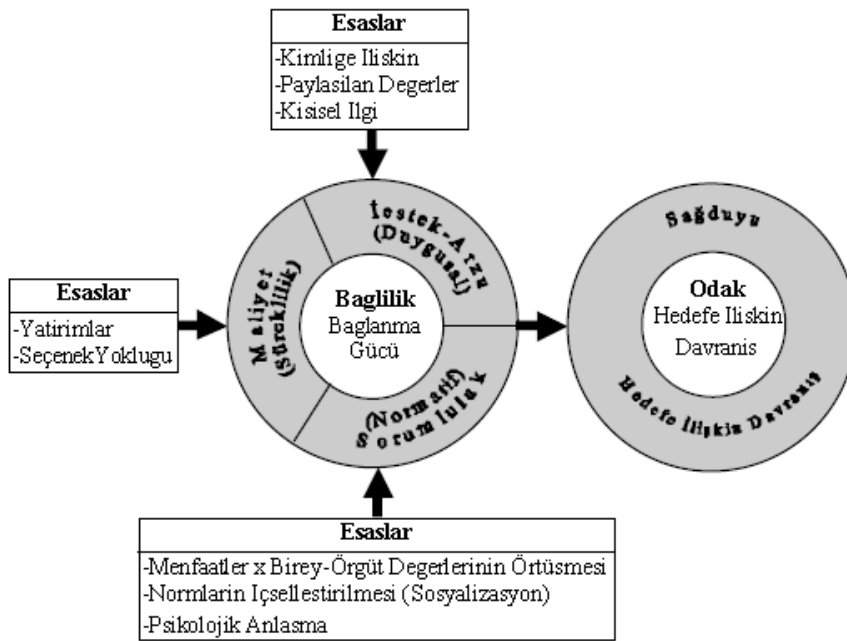 Esaslar
-Kimlige Iliskin
-Paylasilan Degerler
-Kisisel Ilgi
İestek-Arzu
(Duygusal)
Maliyet
(Süreklilik)
Baglilik
Baglanma
Gücü
(Normatif)
Sorumluluk
Esaslar
-Yatirimlar
-SeçenekYoklugu
Sağduyu
Odak
Hedefe Iliskin
Davranis
Hedefe İlişkin Davranış
Esaslar
-Menfaatler x Birey-Örgüt Degerlerinin Örtüsmesi
-Normlarin Içsellestirilmesi (Sosyalizasyon)
-Psikolojik Anlasma